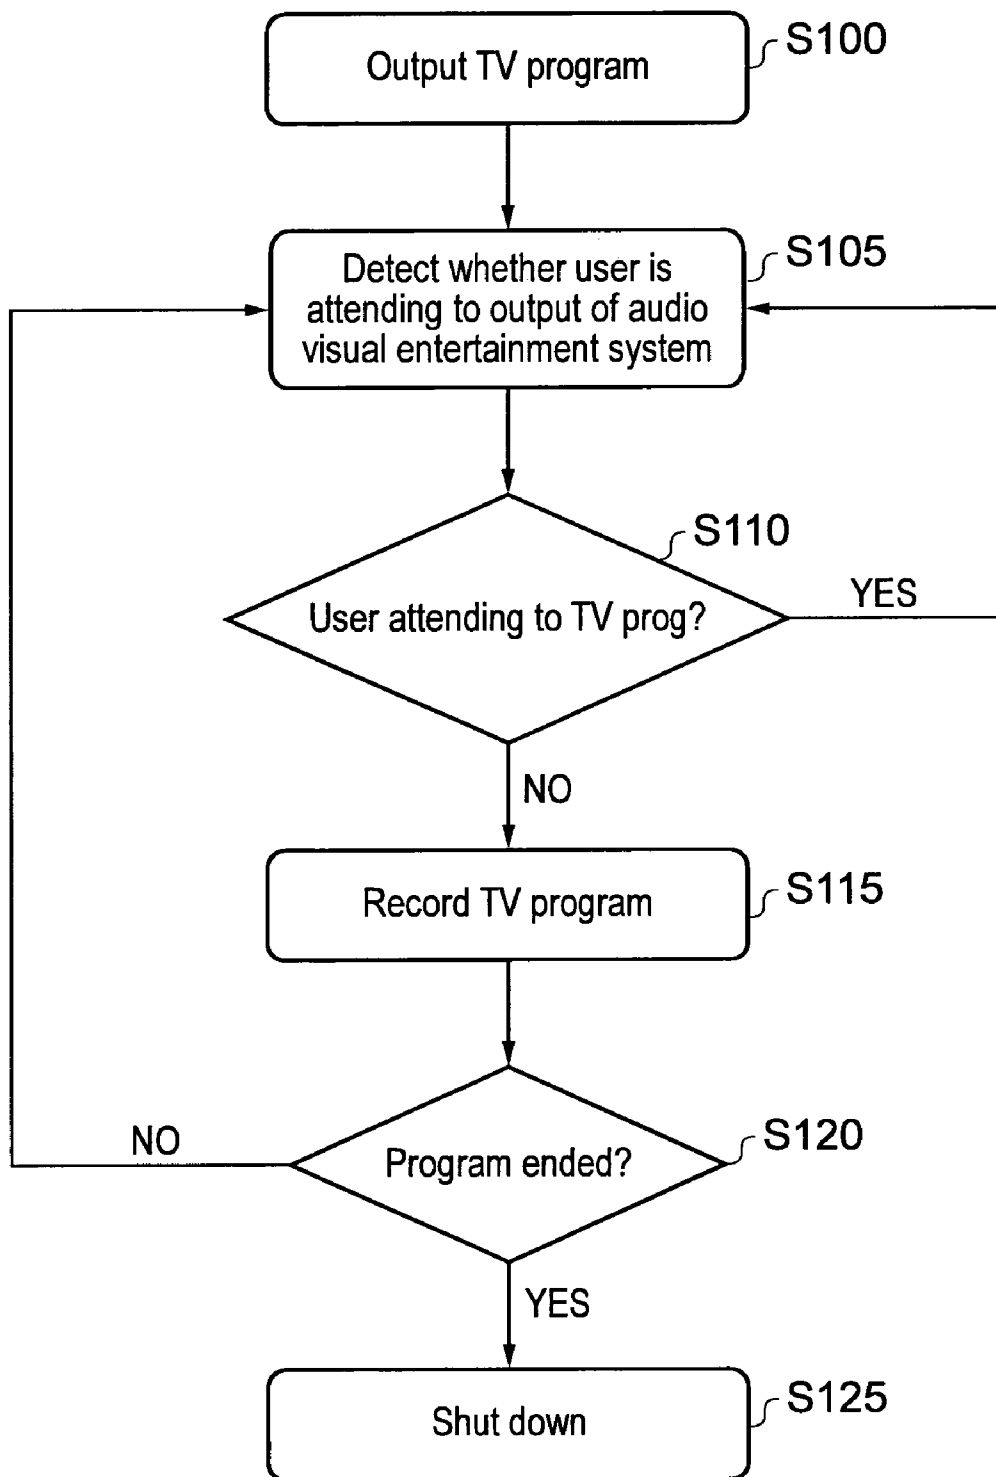 Output TV program
S100
Detect whether user is
attending to output of audio
visual entertainment system
S105
User attending to TV prog?
S110
YES
NO
Record TV program
S115
Program ended?
S120
NO
YES
Shut down
S125